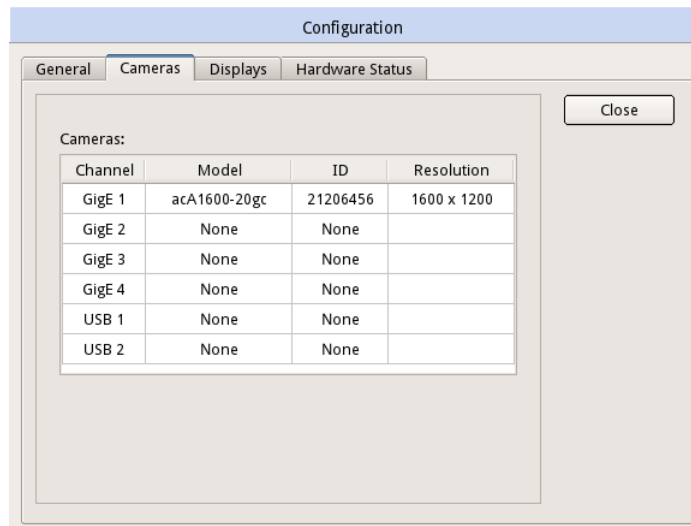 Configuration
General Cameras Displays Hardware Status
Close
Cameras:
Channel Model ID Resolution
GigE 1 acA1600-20gc 21206456 1600 x 1200
GigE 2 None None
GigE 3 None None
GigE 4 None None
USB 1 None None
USB 2 None None